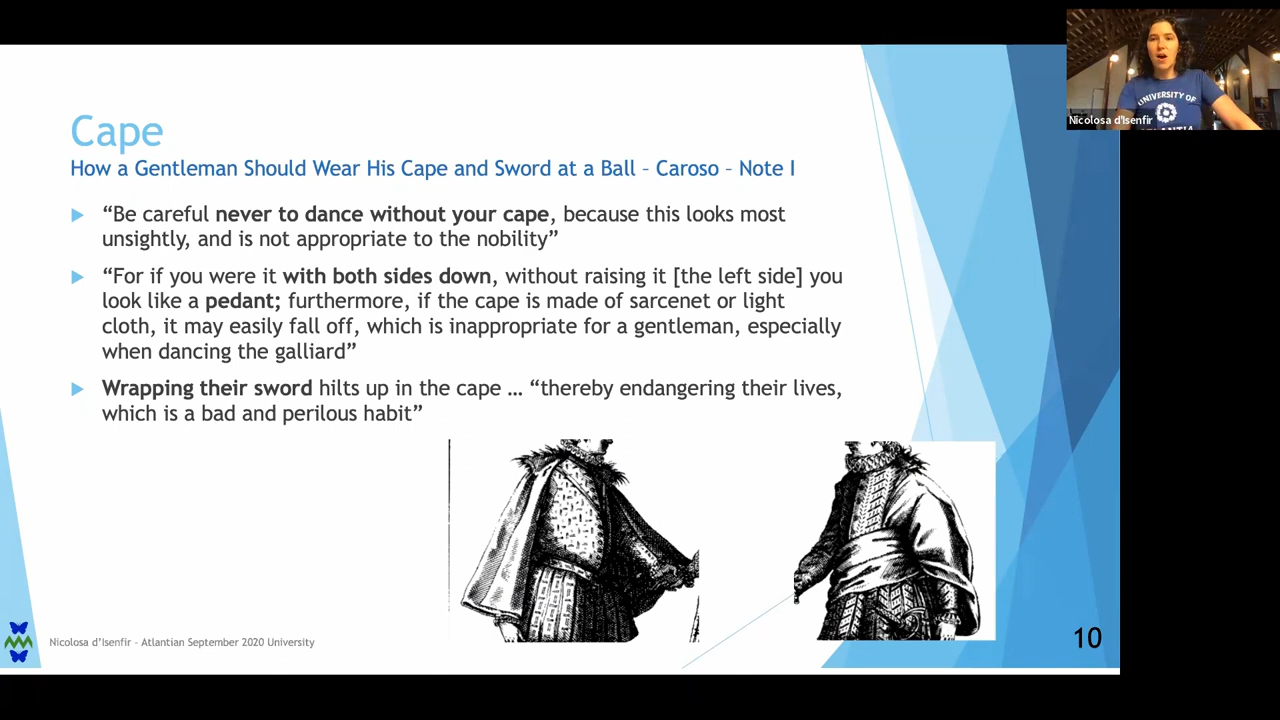 UNIVERSITY OF
ATLANTIA
Nicolosa d'Isenfir
Cape
How a Gentleman Should Wear His Cape and Sword at a Ball – Caroso – Note I
“Be careful never to dance without your cape, because this looks most
unsightly, and is not appropriate to the nobility”
“For if you were it with both sides down, without raising it [the left side] you
look like a pedant; furthermore, if the cape is made of sarcenet or light
cloth, it may easily fall off, which is inappropriate for a gentleman, especially
when dancing the galliard”
Wrapping their sword hilts up in the cape … “thereby endangering their lives,
which is a bad and perilous habit”
Nicolosa d’Isenfir - Atlantian September 2020 University
10